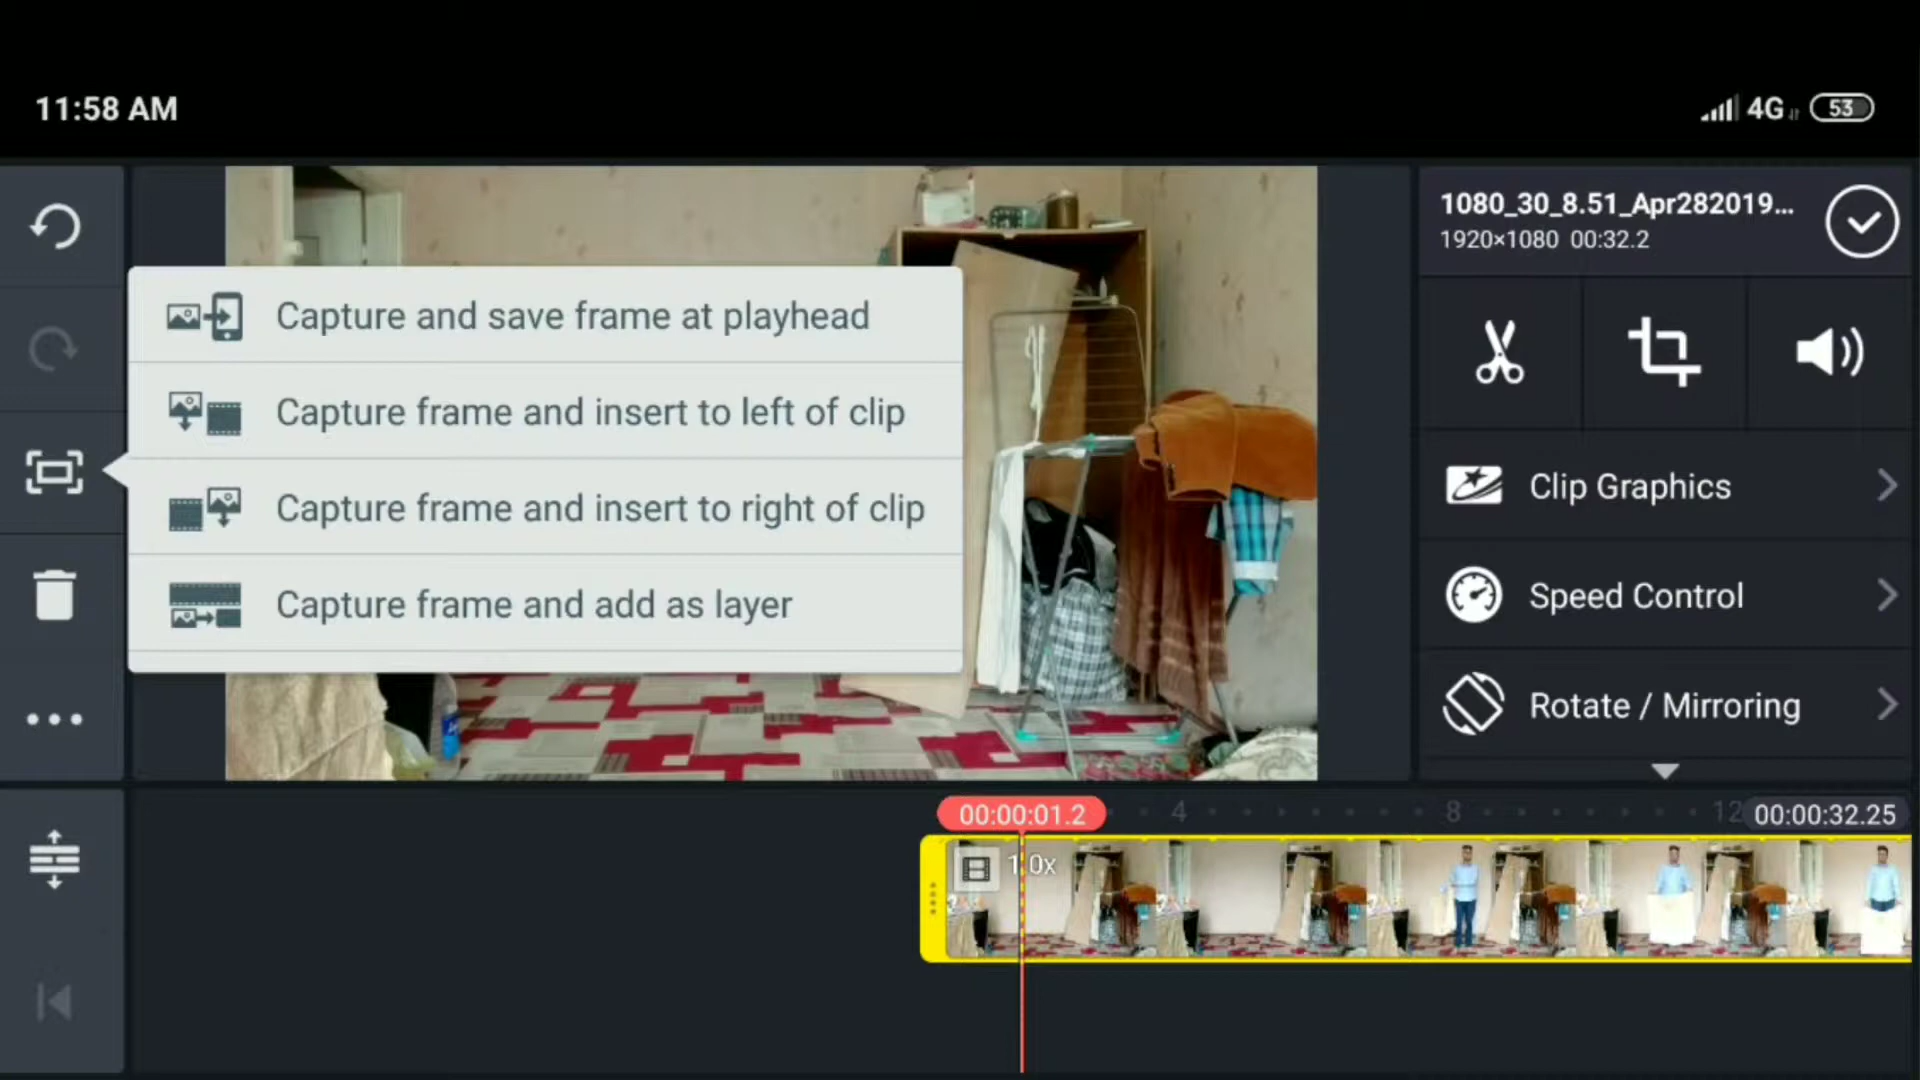 11:58 AM
4G
53
1080_30_8.51_Apr282019...
1920×1080 00:32.2
Capture and save frame at playhead
Capture frame and insert to left of clip
Capture frame and insert to right of clip
Capture frame and add as layer
Clip Graphics
Speed Control
Rotate / Mirroring
00:00:01.2
4
8
12
00:00:32.25
1.0x